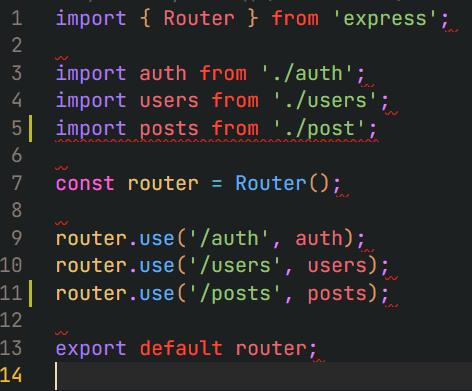 1 import { Router } from 'express';
2
3 import auth from './auth';
4 import users from './users';
5 import posts from './post';
6
7 const router = Router();
8
9 router.use('/auth', auth);
10 router.use('/users', users);
11 router.use('/posts', posts);
12
13 export default router;
14